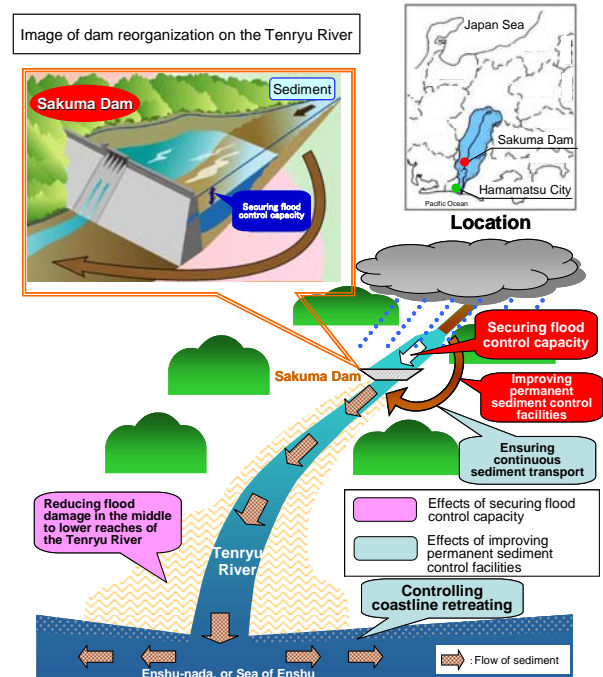 Image of dam reorganization on the Tenryu River
Japan Sea
Sakuma Dam
Hamamatsu City
Pacific Ocean
Location
Sakuma Dam
Sediment
Securing flood
control capacity
Securing flood
control capacity
Sakuma Dam
Improving
permanent
sediment control
facilities
Ensuring
continuous
sediment transport
Reducing flood
damage in the middle
to lower reaches of
the Tenryu River
Effects of securing flood
control capacity
Effects of improving
permanent sediment
control facilities
Tenryu
River
Controlling
coastline retreating
Enshu-nada, or Sea of Enshu
: Flow of sediment